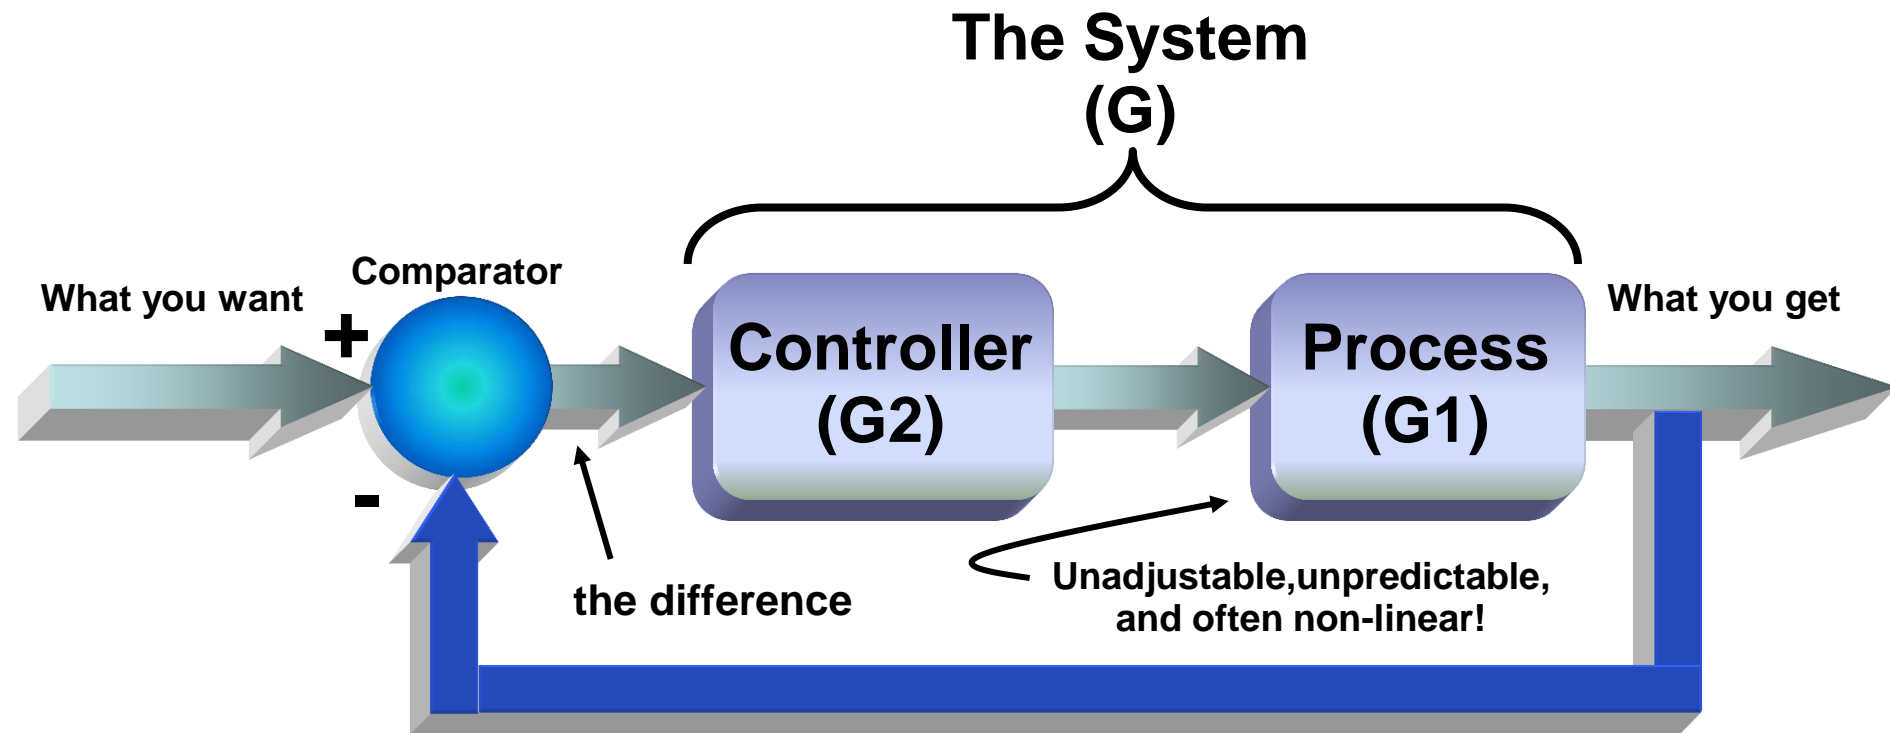 The System
(G)
What you want
Comparator
+
-
Controller
(G2)
Process
(G1)
What you get
the difference
Unadjustable,unpredictable,
and often non-linear!